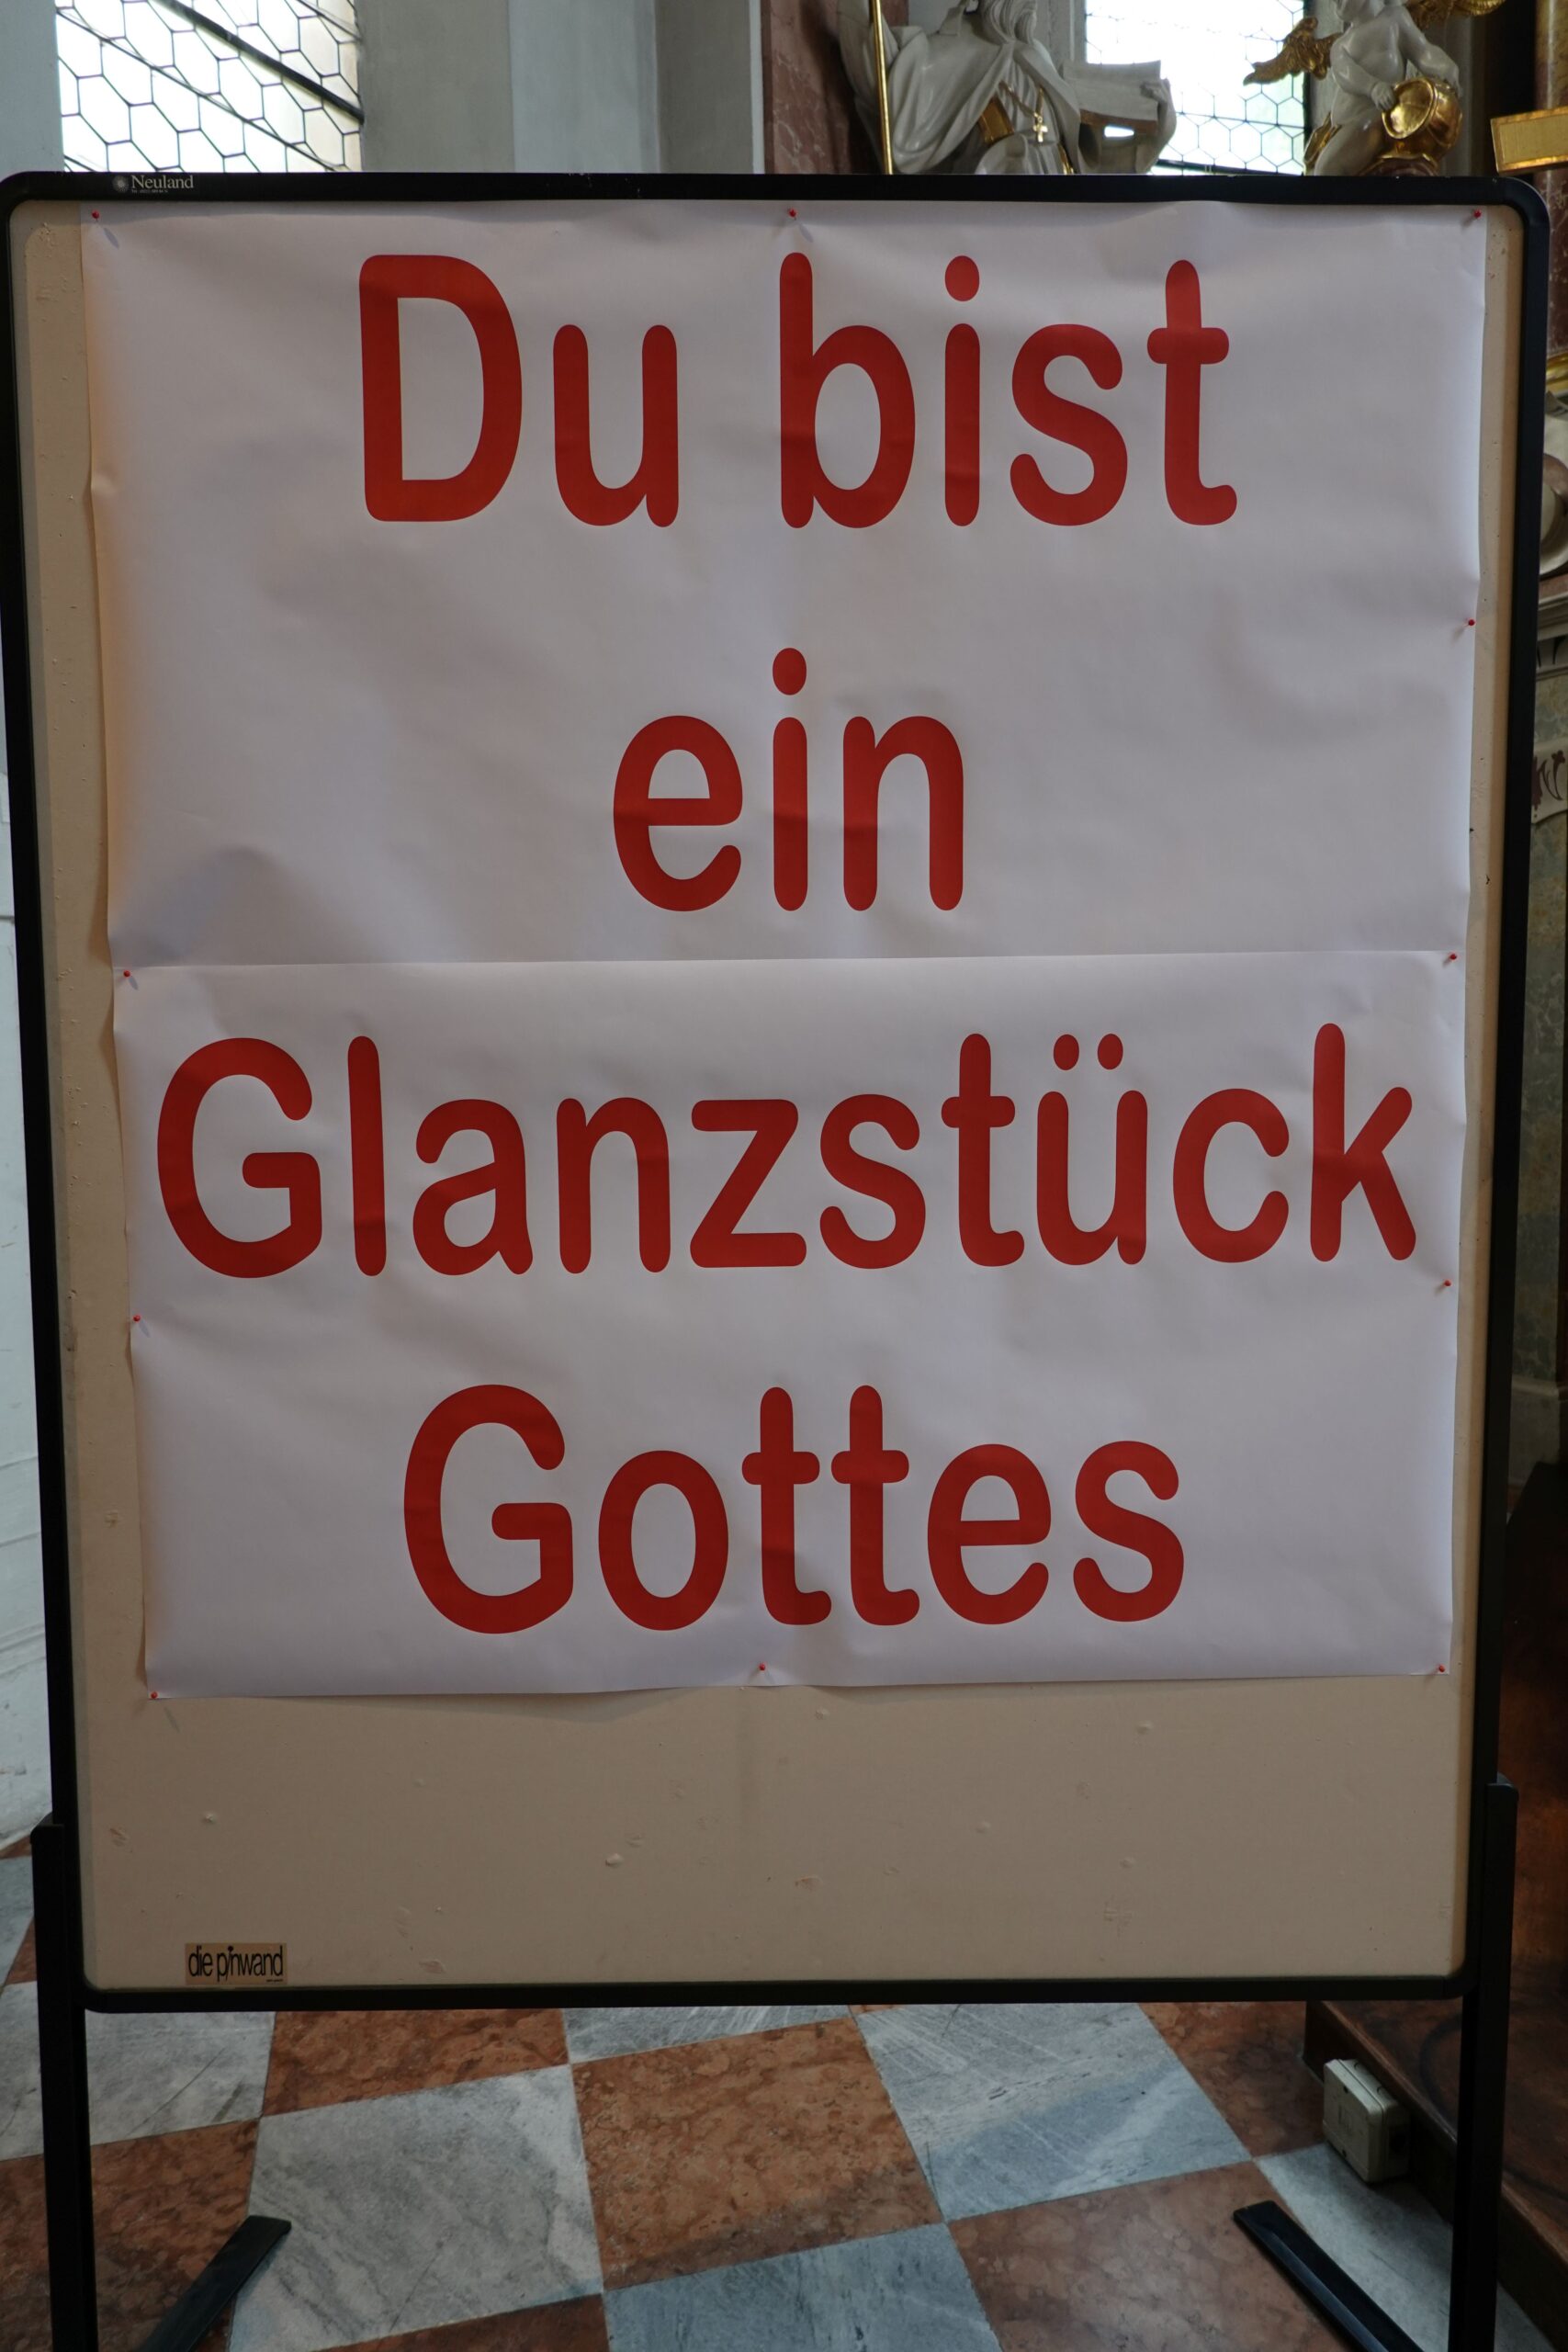 Neuland
Du bist
ein
Glanzstück
Gottes
die pinwand